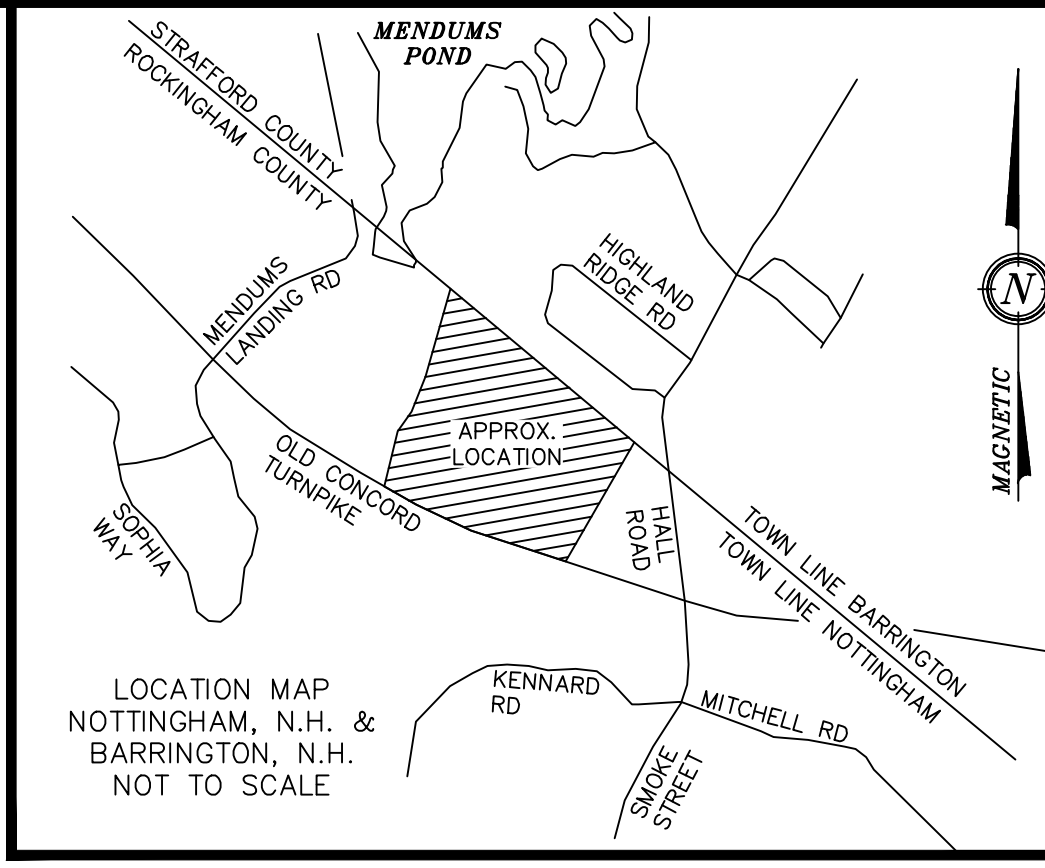 MENDUMS
POND
STRAFFORD COUNTY
ROCKINGHAM COUNTY
HIGHLAND
RIDGE RD
MENDUMS
LANDING RD
N
MAGNETIC
APPROX.
LOCATION
OLD CONCORD
TURNPIKE
SOPHIA
WAY
HALL
ROAD
TOWN LINE BARRINGTON
TOWN LINE NOTTINGHAM
KENNARD
RD
MITCHELL RD
SMOKE
STREET
LOCATION MAP
NOTTINGHAM, N.H. &
BARRINGTON, N.H.
NOT TO SCALE